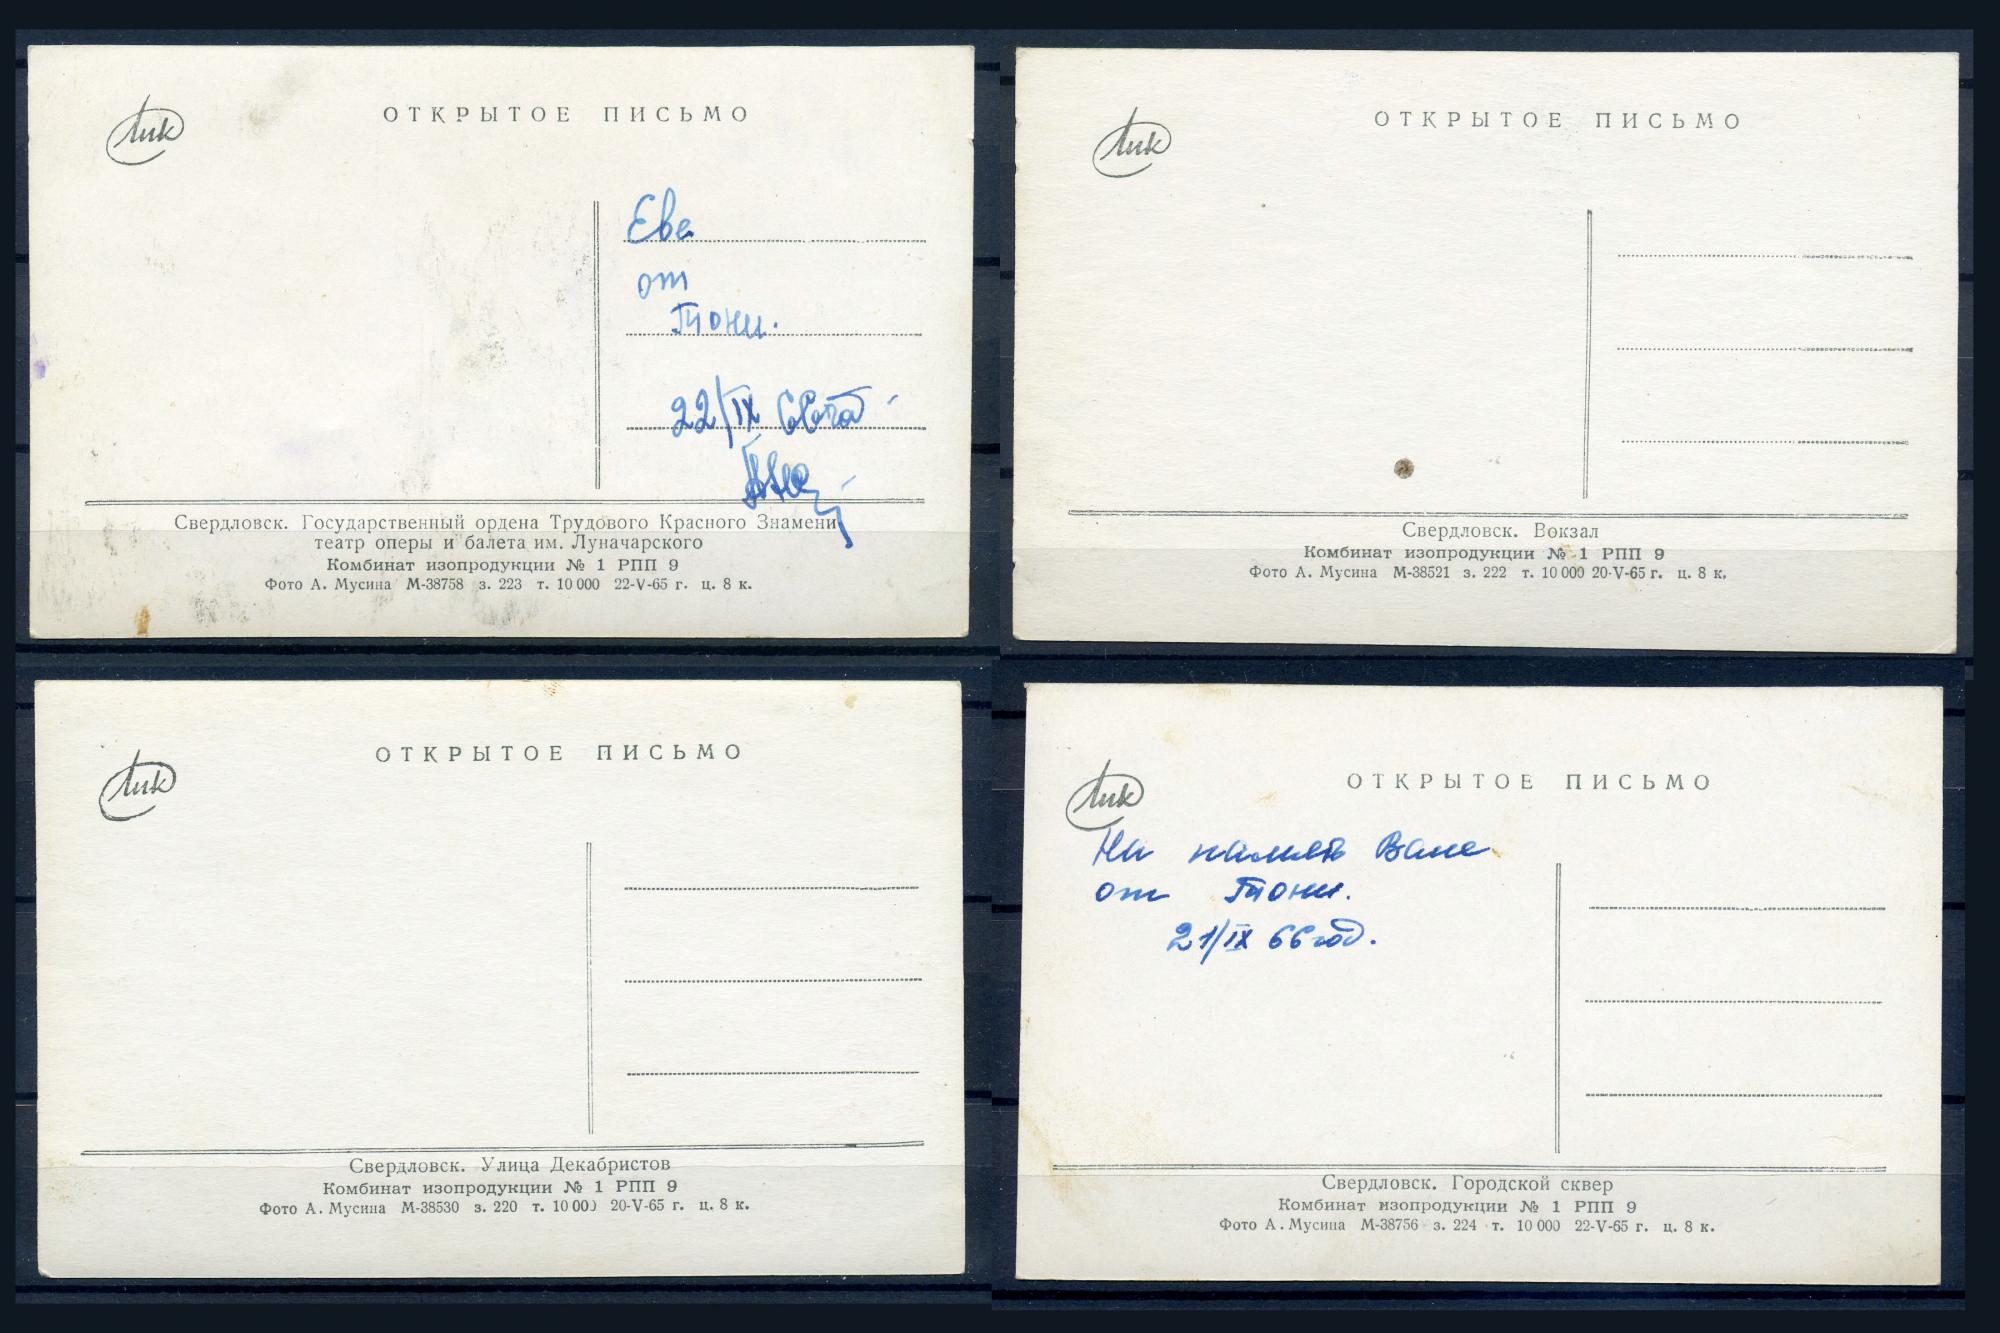 Лик
ОТКРЫТОЕ ПИСЬМО
Еве
от
Тони.
22/IX 66 года
Свердловск. Государственный ордена Трудового Красного Знамени
театр оперы и балета им. Луначарского
Комбинат изопродукции № 1 РПП 9
Фото А. Мусина М-38758 з. 223 т. 10 000 22-V-65 г. ц. 8 к.
Лик
ОТКРЫТОЕ ПИСЬМО
Свердловск. Вокзал
Комбинат изопродукции № 1 РПП 9
Фото А. Мусина М-38521 з. 222 т. 10 000 20-V-65 г. ц. 8 к.
Лик
ОТКРЫТОЕ ПИСЬМО
Свердловск. Улица Декабристов
Комбинат изопродукции № 1 РПП 9
Фото А. Мусина М-38530 з. 220 т. 10 000 20-V-65 г. ц. 8 к.
Лик
ОТКРЫТОЕ ПИСЬМО
На память Вале
от Тони.
21/IX 66 год.
Свердловск. Городской сквер
Комбинат изопродукции № 1 РПП 9
Фото А. Мусина М-38756 з. 224 т. 10 000 22-V-65 г. ц. 8 к.